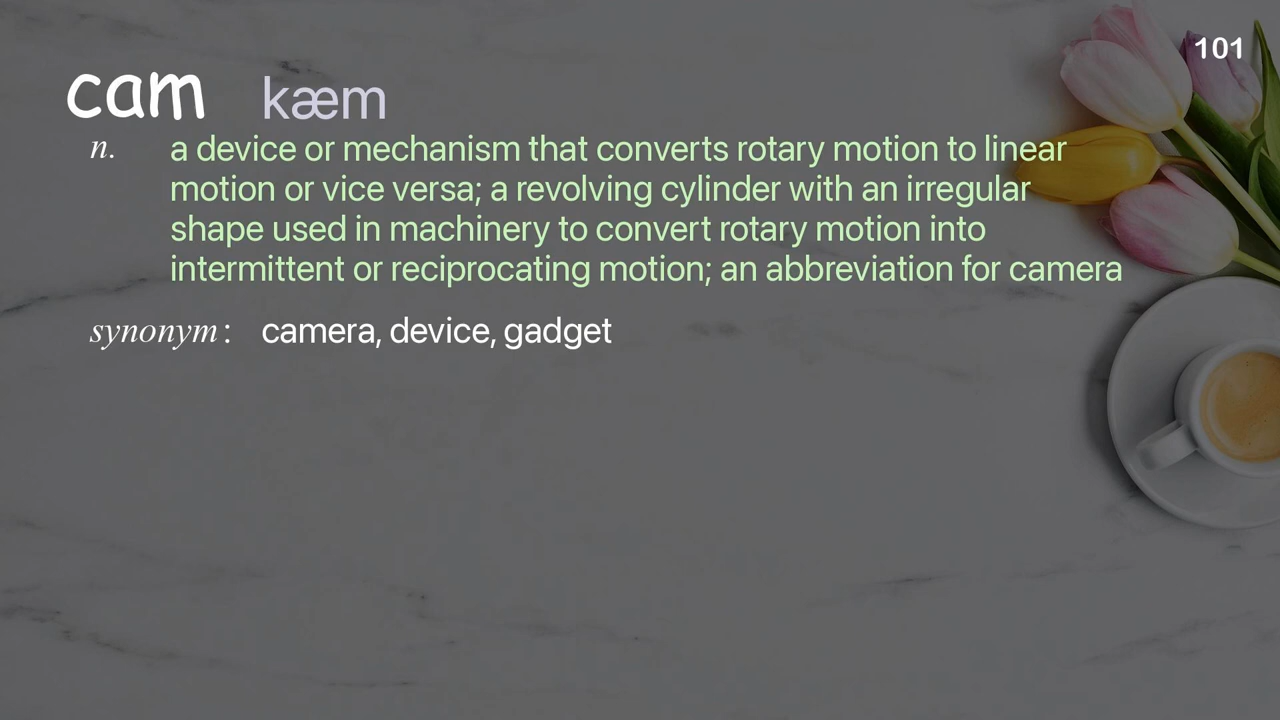 101
cam kæm
n. a device or mechanism that converts rotary motion to linear
motion or vice versa; a revolving cylinder with an irregular
shape used in machinery to convert rotary motion into
intermittent or reciprocating motion; an abbreviation for camera
synonym: camera, device, gadget